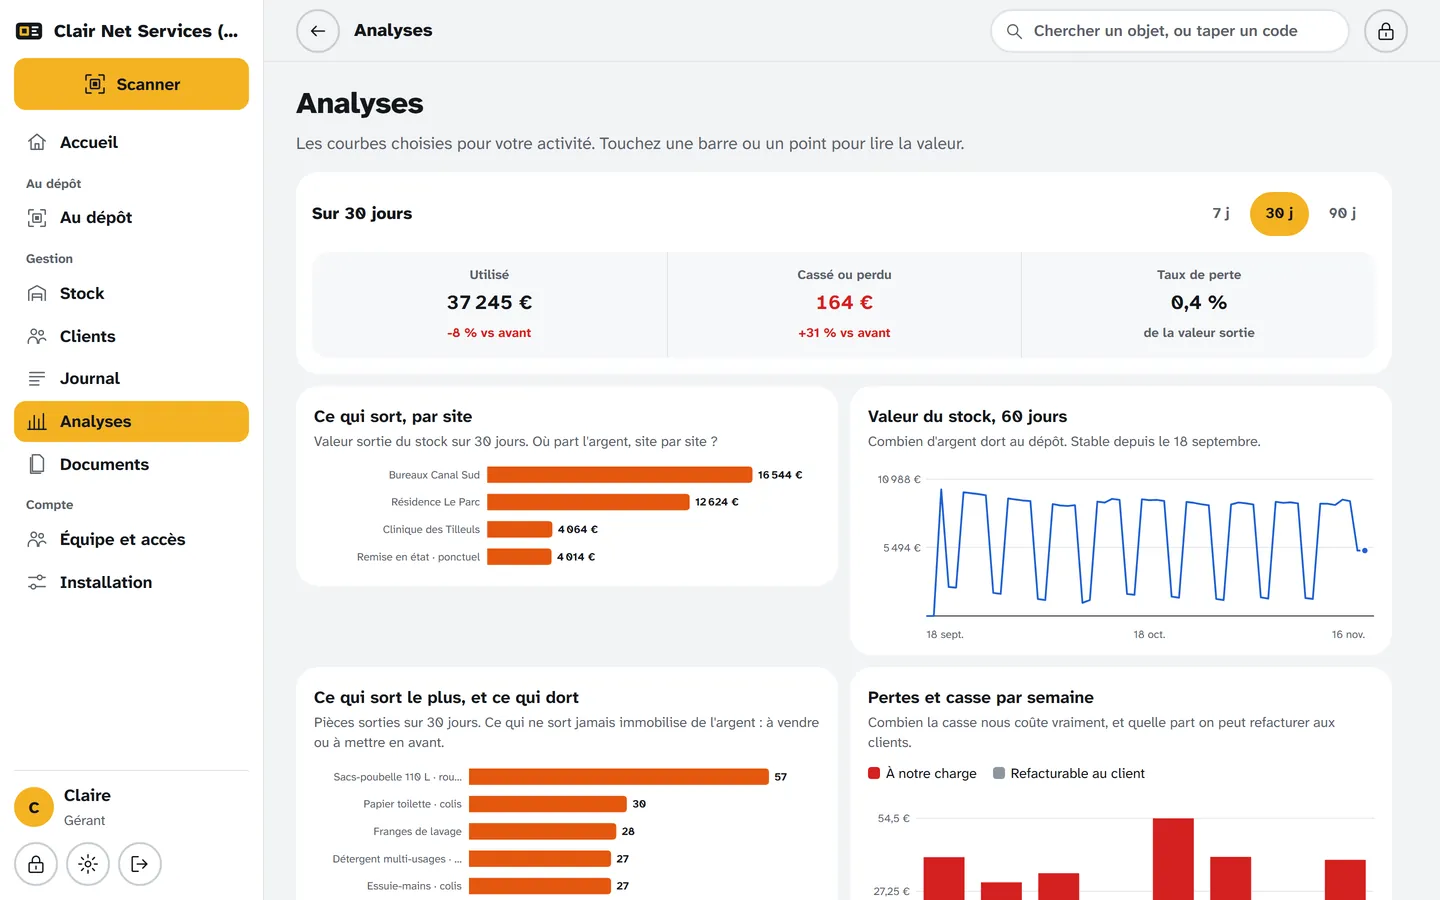 Clair Net Services (...
Scanner
Accueil
Au dépôt
Au dépôt
Gestion
Stock
Clients
Journal
Analyses
Documents
Compte
Équipe et accès
Installation
C
Claire
Gérant
Analyses
Chercher un objet, ou taper un code
Analyses
Les courbes choisies pour votre activité. Touchez une barre ou un point pour lire la valeur.
Sur 30 jours
7 j
30 j
90 j
Utilisé
37 245 €
-8 % vs avant
Cassé ou perdu
164 €
+31 % vs avant
Taux de perte
0,4 %
de la valeur sortie
Ce qui sort, par site
Valeur sortie du stock sur 30 jours. Où part l'argent, site par site ?
Bureaux Canal Sud 16 544 €
Résidence Le Parc 12 624 €
Clinique des Tilleuls 4 064 €
Remise en état · ponctuel 4 014 €
Valeur du stock, 60 jours
Combien d'argent dort au dépôt. Stable depuis le 18 septembre.
10 988 €
5 494 €
18 sept. 18 oct. 16 nov.
Ce qui sort le plus, et ce qui dort
Pièces sorties sur 30 jours. Ce qui ne sort jamais immobilise de l'argent : à vendre
ou à mettre en avant.
Sacs-poubelle 110 L · rou... 57
Papier toilette · colis 30
Franges de lavage 28
Détergent multi-usages · ... 27
Essuie-mains · colis 27
Pertes et casse par semaine
Combien la casse nous coûte vraiment, et quelle part on peut refacturer aux
clients.
À notre charge Refacturable au client
54,5 €
27,25 €